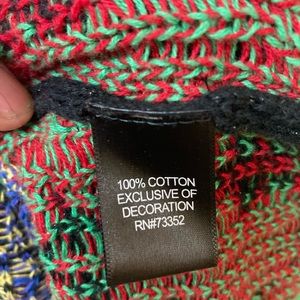 100% COTTON
EXCLUSIVE OF
DECORATION
RN#73352